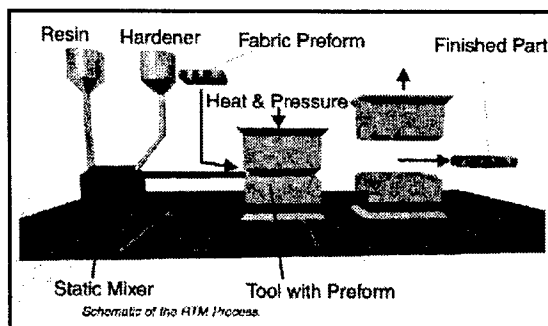 Resin
Hardener
Fabric Preform
Finished Part
Heat & Pressure
Static Mixer
Tool with Preform
Schematic of the RTM Process.